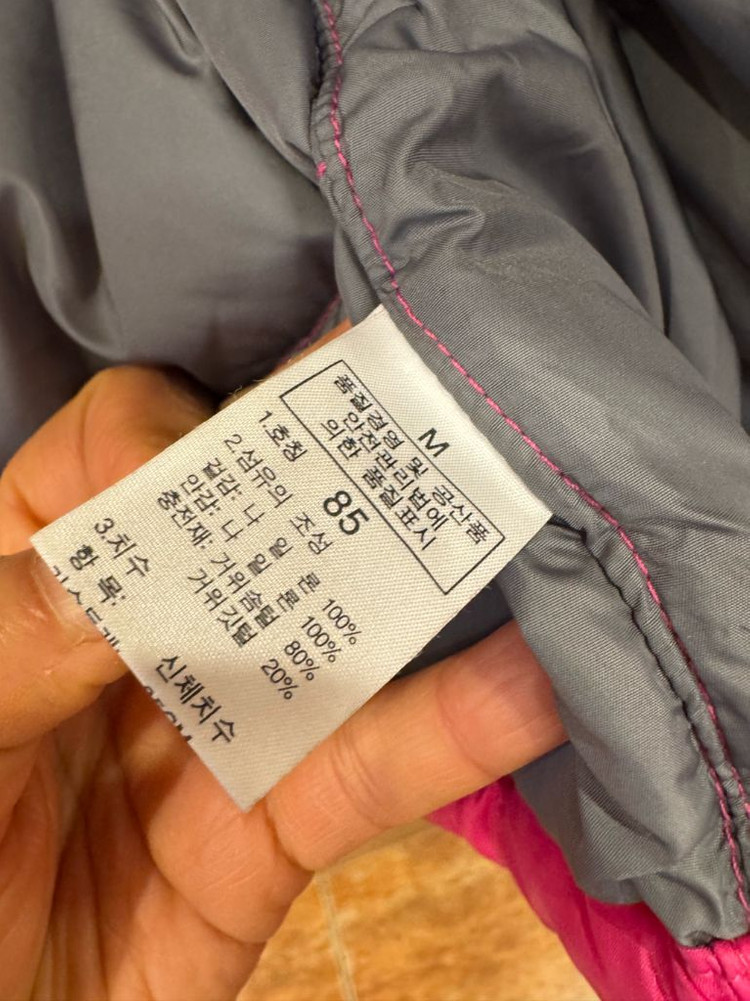 M
품질경영 및 공산품
안전관리법에
의한 품질표시
1.호칭 85
2.섬유의 조성
겉감: 나 일 론 100%
안감: 나 일 론 100%
충전재: 거위솜털 80%
거위깃털 20%
3.치수
항 목: 신체치수